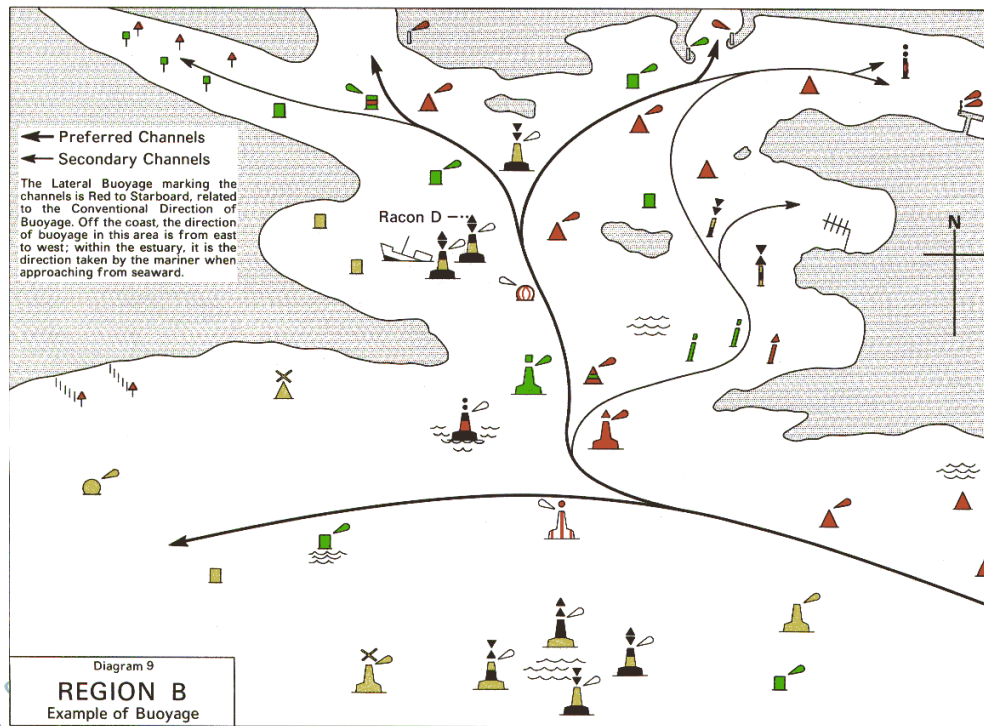 Preferred Channels
Secondary Channels
The Lateral Buoyage marking the
channels is Red to Starboard, related
to the Conventional Direction of
Buoyage. Off the coast, the direction
of buoyage in this area is from east
to west; within the estuary, it is the
direction taken by the mariner when
approaching from seaward.
Racon D
N
Diagram 9
REGION B
Example of Buoyage